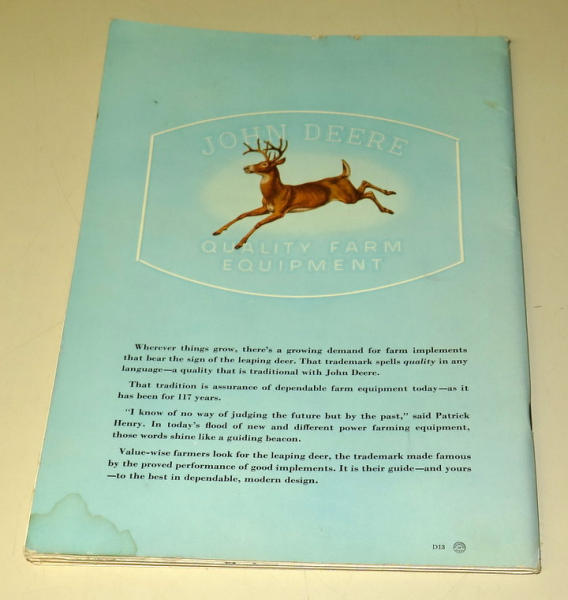 JOHN DEERE
QUALITY FARM
EQUIPMENT
Wherever things grow, there's a growing demand for farm implements
that bear the sign of the leaping deer. That trademark spells quality in any
language—a quality that is traditional with John Deere.
That tradition is assurance of dependable farm equipment today—as it
has been for 117 years.
"I know of no way of judging the future but by the past," said Patrick
Henry. In today's flood of new and different power farming equipment,
those words shine like a guiding beacon.
Value-wise farmers look for the leaping deer, the trademark made famous
by the proved performance of good implements. It is their guide—and yours
—to the best in dependable, modern design.
D13